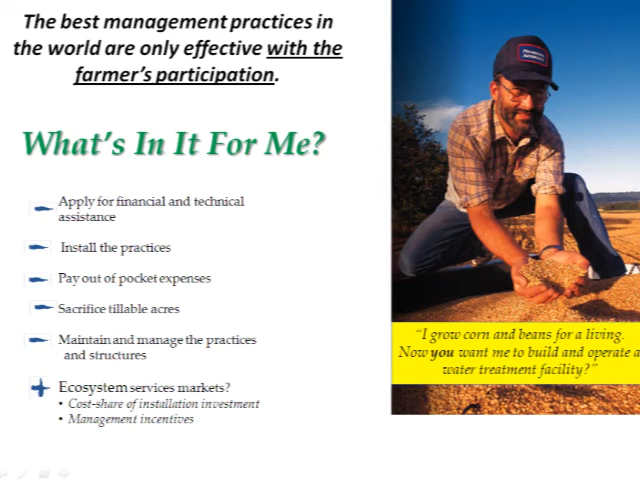 The best management practices in
the world are only effective with the
farmer's participation.
What's In It For Me?
Apply for financial and technical
assistance
Install the practices
Pay out of pocket expenses
Sacrifice tillable acres
Maintain and manage the practices
and structures
Ecosystem services markets?
• Cost-share of installation investment
• Management incentives
"I grow corn and beans for a living.
Now you want me to build and operate a
water treatment facility?"